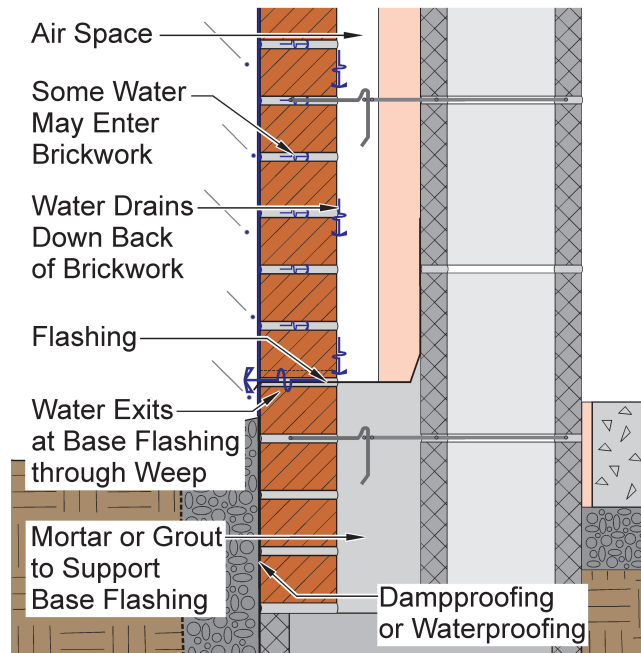 Air Space
Some Water
May Enter
Brickwork
Water Drains
Down Back
of Brickwork
Flashing
Water Exits
at Base Flashing
through Weep
Mortar or Grout
to Support
Base Flashing
Dampproofing
or Waterproofing